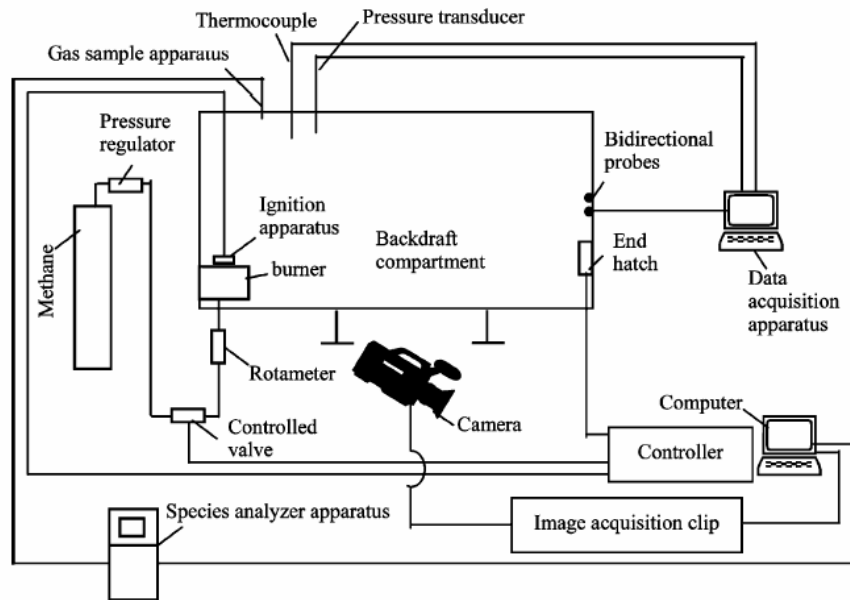 Thermocouple
Pressure transducer
Gas sample apparatus
Pressure
regulator
Bidirectional
probes
Ignition
apparatus
Backdraft
compartment
burner
End
hatch
Methane
Data
acquisition
apparatus
Rotameter
Computer
Camera
Controlled
valve
Controller
Species analyzer apparatus
Image acquisition clip